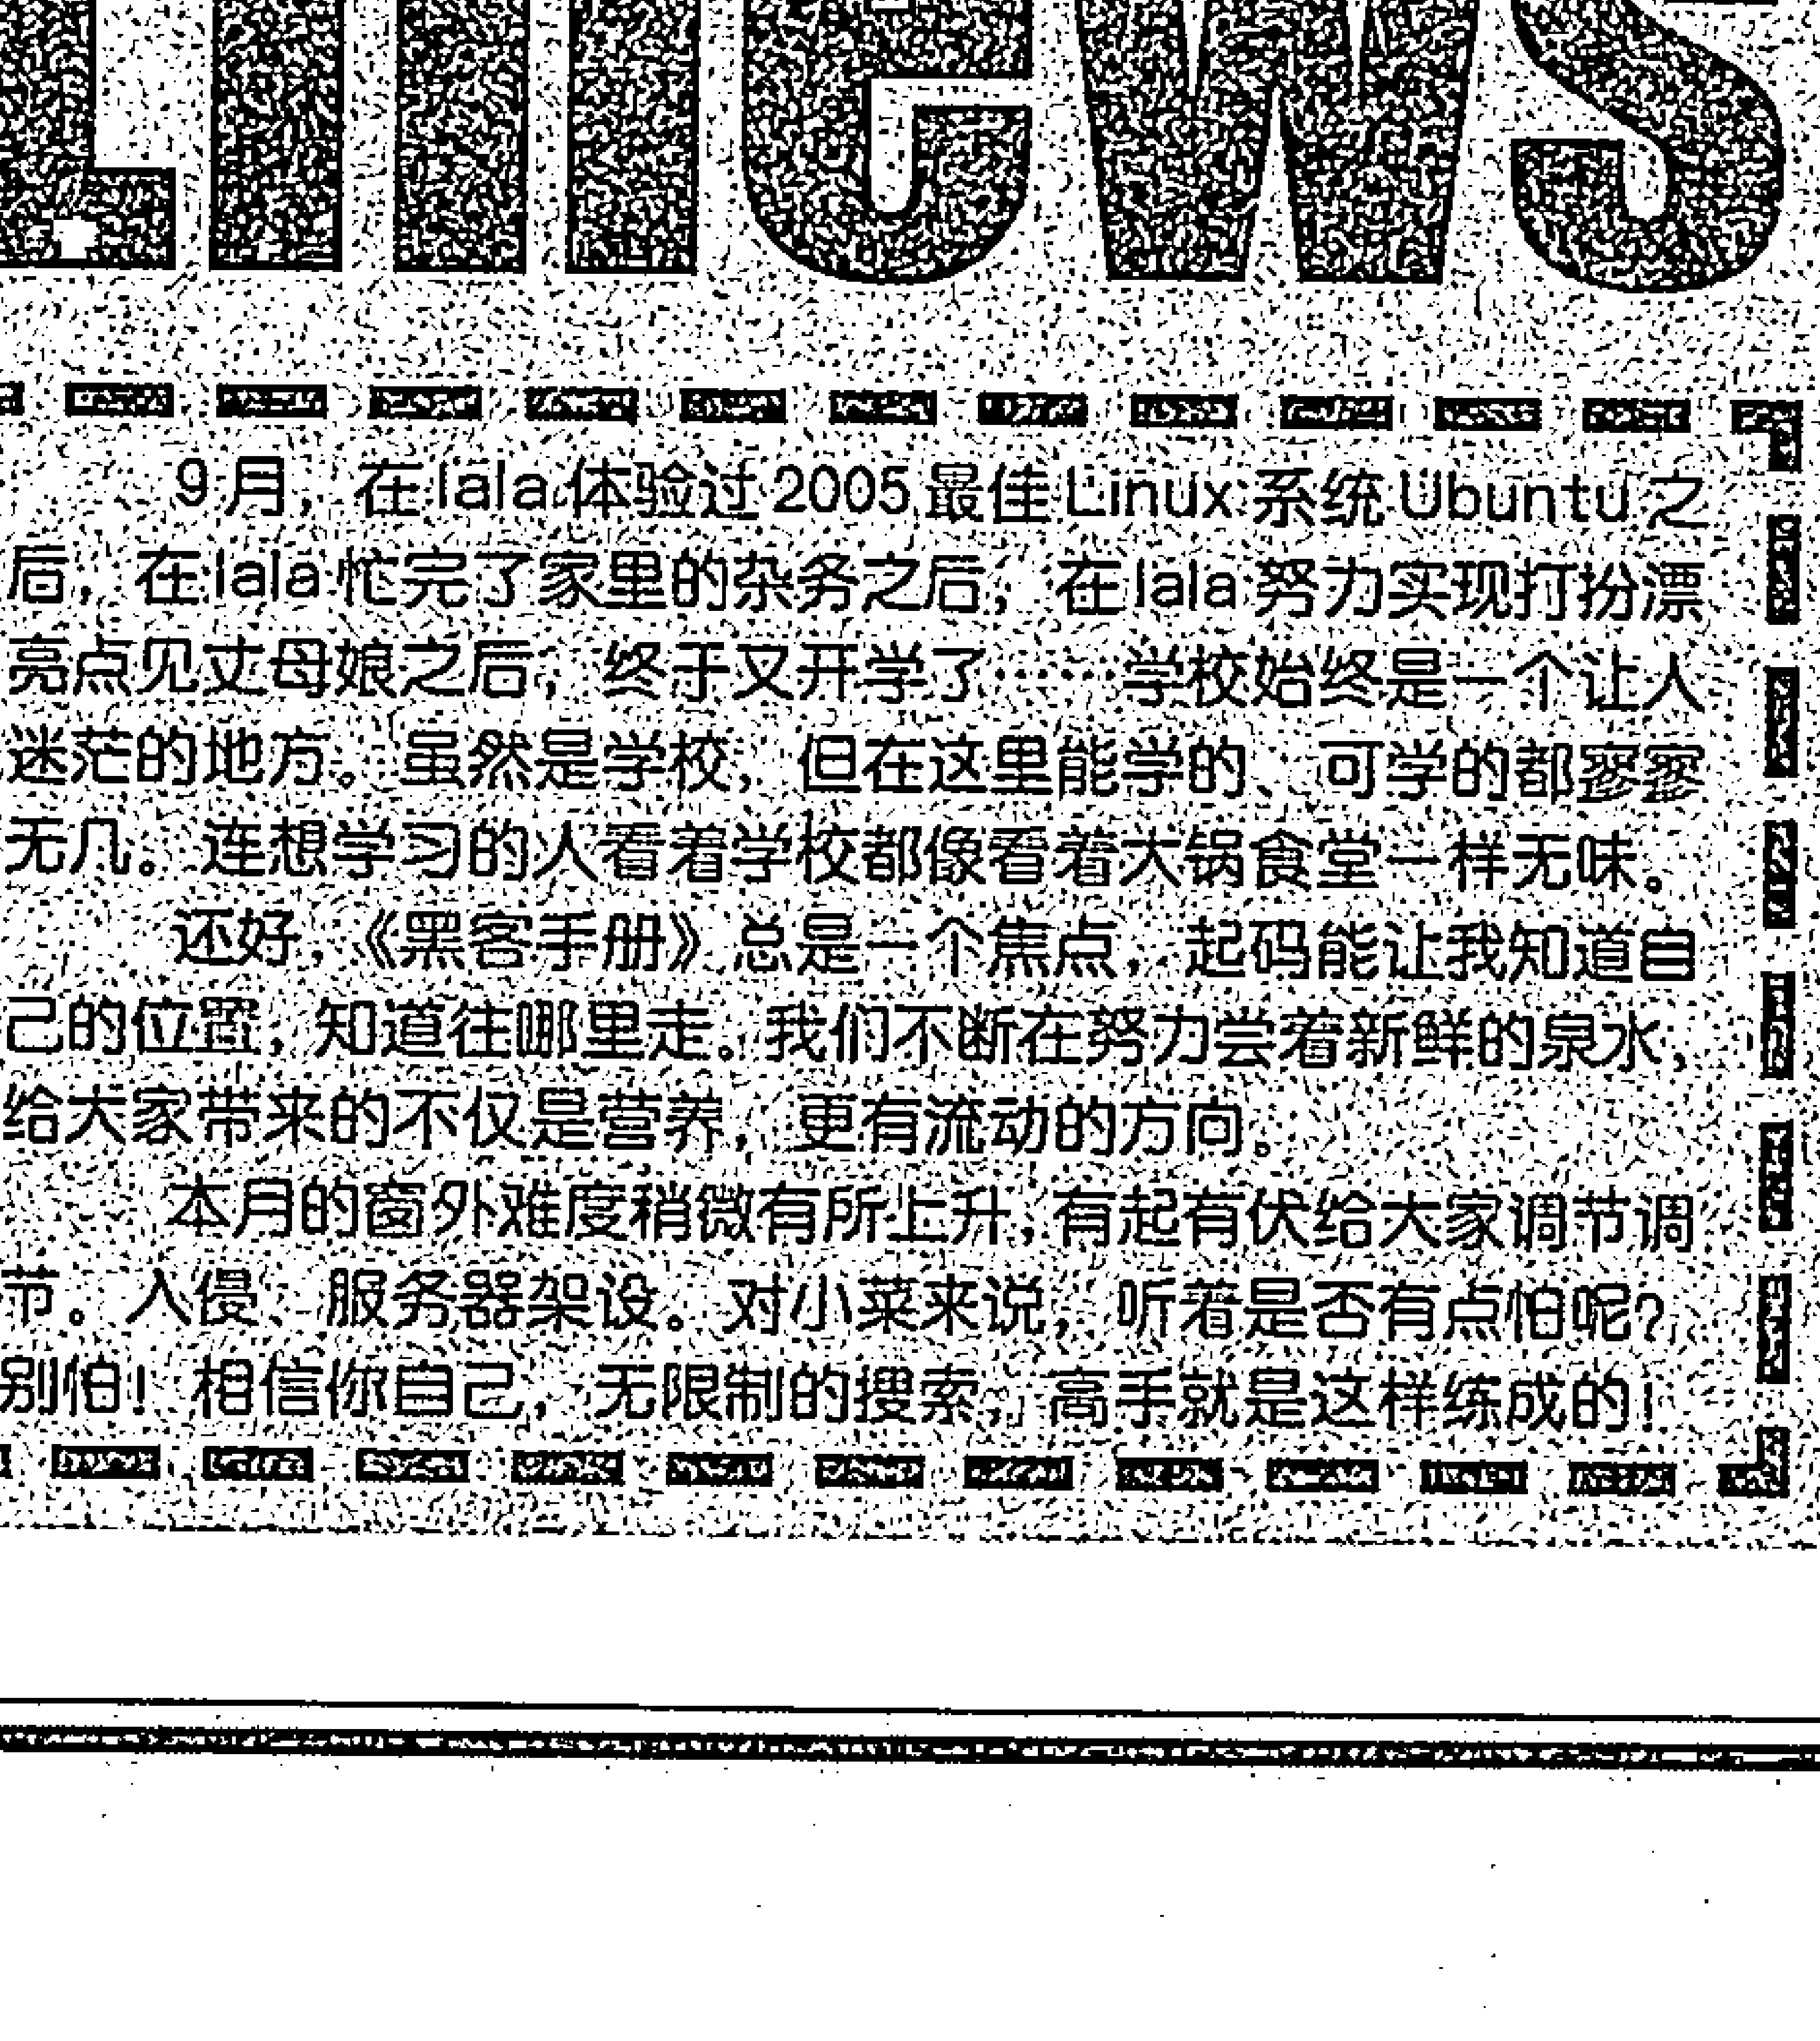 9月，在lala体验过2005最佳Linux系统Ubuntu之
后，在lala忙完了家里的杂务之后，在lala努力实现打扮漂
亮点见丈母娘之后，终于又开学了……学校始终是一个让人
迷茫的地方。虽然是学校，但在这里能学的、可学的都寥寥
无几。连想学习的人看着学校都像看着大锅食堂一样无味。
还好，《黑客手册》总是一个焦点，起码能让我知道自
己的位置，知道往哪里走。我们不断在努力尝着新鲜的泉水，
给大家带来的不仅是营养，更有流动的方向。
本月的窗外难度稍微有所上升，有起有伏给大家调节调
节。入侵、服务器架设。对小菜来说，听着是否有点怕呢？
别怕！相信你自己，无限制的搜索，高手就是这样练成的！